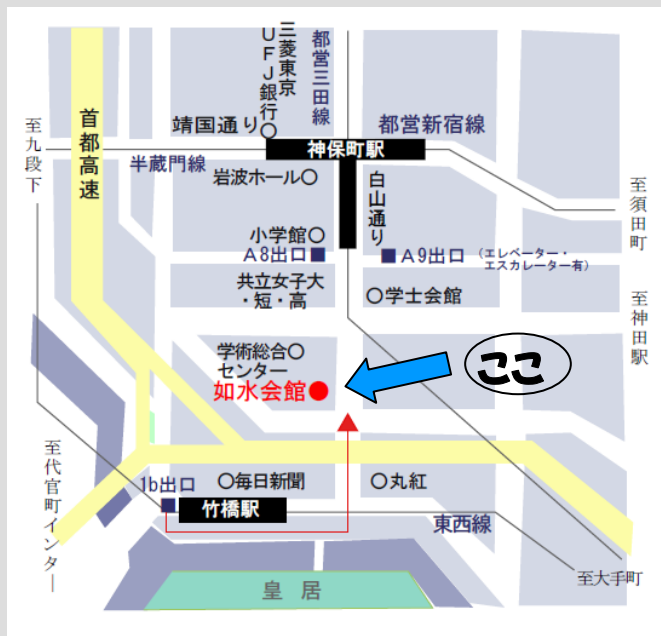 三菱東京
UFJ銀行
都営三田線
首都高速
靖国通り
都営新宿線
至九段下
半蔵門線
神保町駅
岩波ホール
白山通り
至須田町
小学館
A8出口
A9出口
(エレベーター・
エスカレーター有)
共立女子大
・短・高
学士会館
至神田駅
学術総合
センター
ここ
如水会館
至代官町インター
1b出口
毎日新聞
丸紅
竹橋駅
東西線
皇居
至大手町